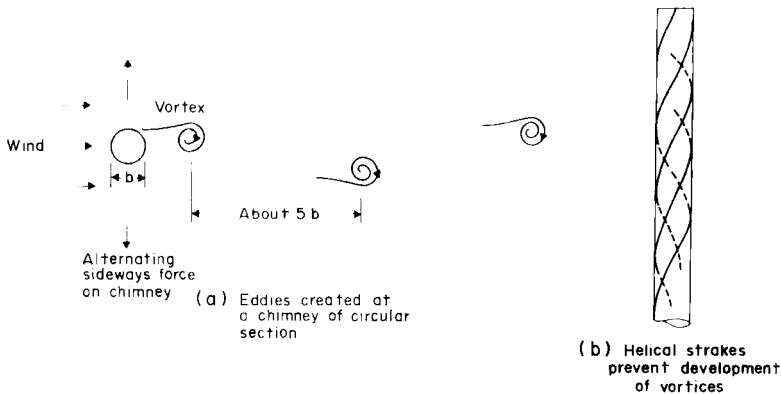 Vortex
Wind
b
About 5b
Alternating
sideways force
on chimney
(a) Eddies created at
a chimney of circular
section
(b) Helical strakes
prevent development
of vortices